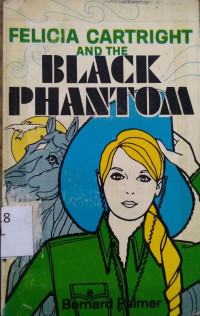 FELICIA CARTRIGHT
AND THE
BLACK
PHANTOM
8
Bernard Palmer